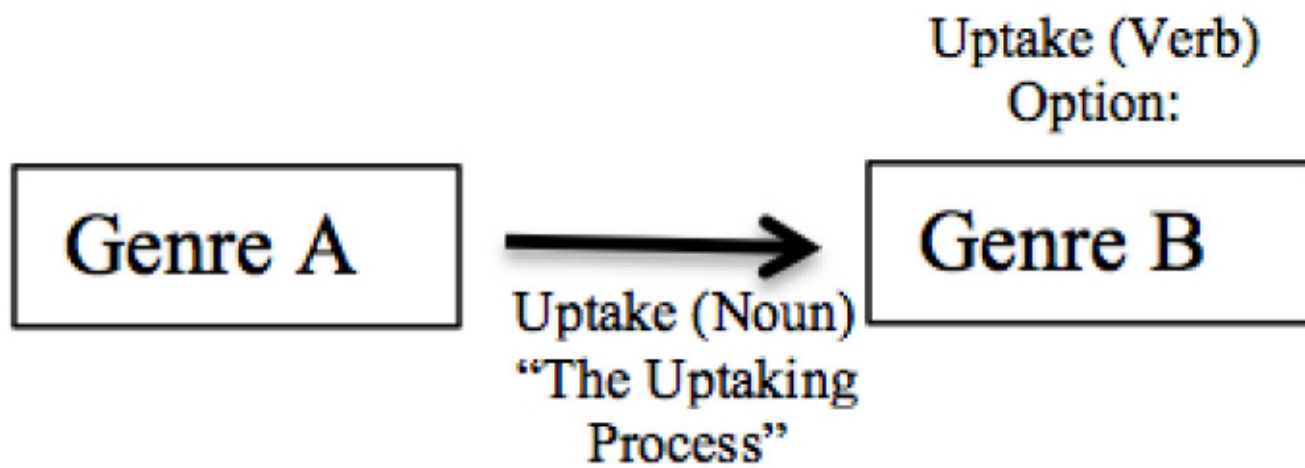 Uptake (Verb)
Option:
Genre A
Genre B
Uptake (Noun)
“The Uptaking
Process”